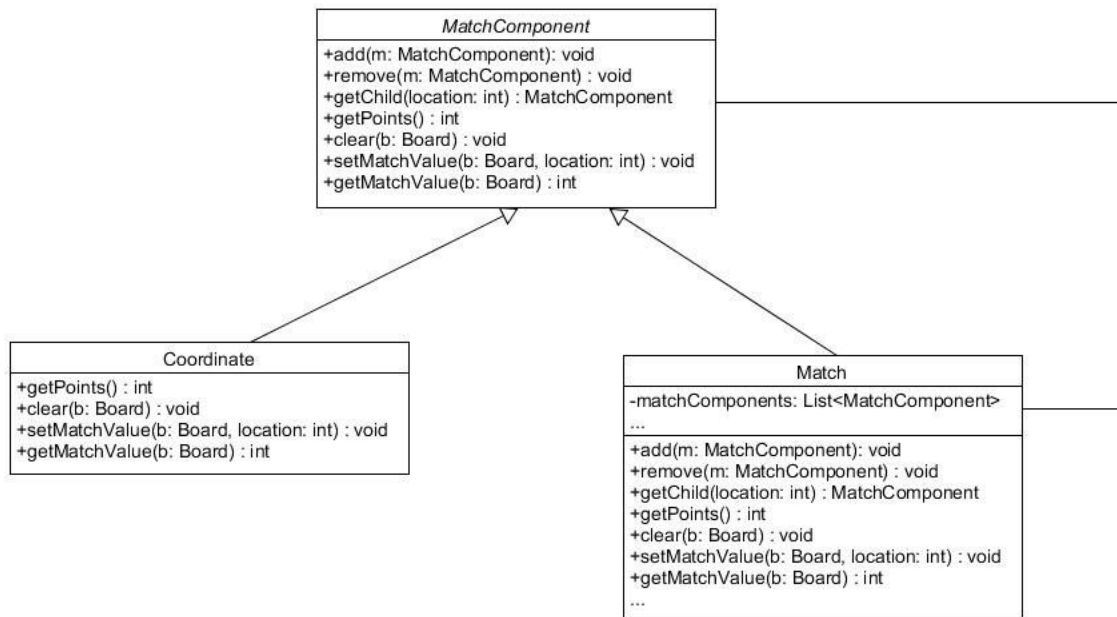 MatchComponent
+add(m: MatchComponent): void
+remove(m: MatchComponent) : void
+getChild(location: int) : MatchComponent
+getPoints() : int
+clear(b: Board) : void
+setMatchValue(b: Board, location: int) : void
+getMatchValue(b: Board) : int
Coordinate
+getPoints() : int
+clear(b: Board) : void
+setMatchValue(b: Board, location: int) : void
+getMatchValue(b: Board) : int
Match
-matchComponents: List<MatchComponent>
...
+add(m: MatchComponent): void
+remove(m: MatchComponent) : void
+getChild(location: int) : MatchComponent
+getPoints() : int
+clear(b: Board) : void
+setMatchValue(b: Board, location: int) : void
+getMatchValue(b: Board) : int
...